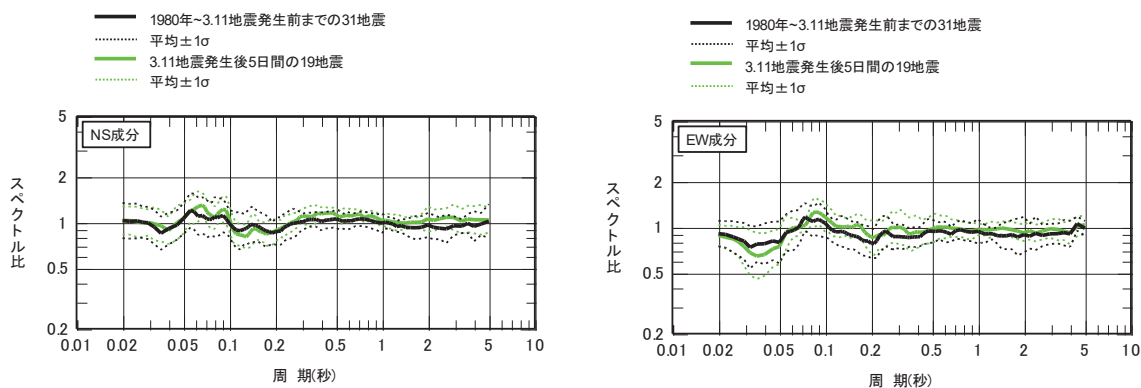 1980年~3.11地震発生前までの31地震
平均±1σ
3.11地震発生後5日間の19地震
平均±1σ
NS成分
スペクトル比
5
2
1
0.5
0.2
0.01 0.02 0.05 0.1 0.2 0.5 1 2 5 10
周 期(秒)
1980年~3.11地震発生前までの31地震
平均±1σ
3.11地震発生後5日間の19地震
平均±1σ
EW成分
スペクトル比
5
2
1
0.5
0.2
0.01 0.02 0.05 0.1 0.2 0.5 1 2 5 10
周 期(秒)